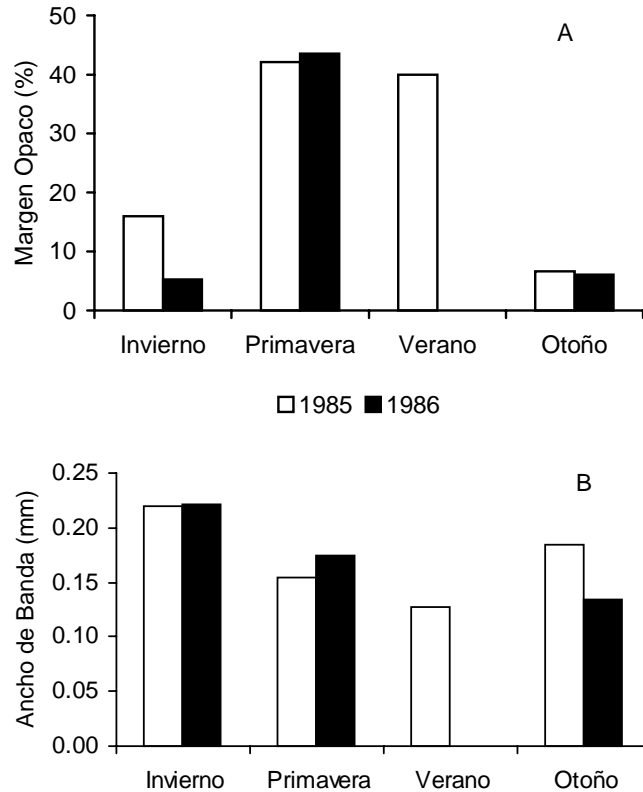 A
Margen Opaco (%)
50
40
30
20
10
0
Invierno Primavera Verano Otoño
1985 1986
B
Ancho de Banda (mm)
0.25
0.20
0.15
0.10
0.05
0.00
Invierno Primavera Verano Otoño